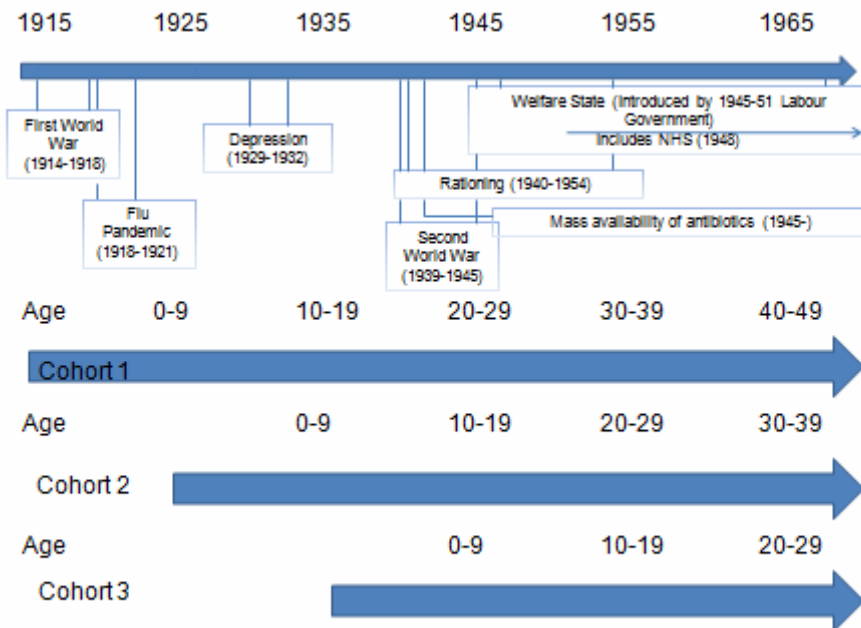 1915 1925 1935 1945 1955 1965
First World
War
(1914-1918)
Flu
Pandemic
(1918-1921)
Depression
(1929-1932)
Welfare State (Introduced by 1945-51 Labour
Government)
Includes NHS (1948)
Rationing (1940-1954)
Mass availability of antibiotics (1945-)
Second
World War
(1939-1945)
Age 0-9 10-19 20-29 30-39 40-49
Cohort 1
Age 0-9 10-19 20-29 30-39
Cohort 2
Age 0-9 10-19 20-29
Cohort 3